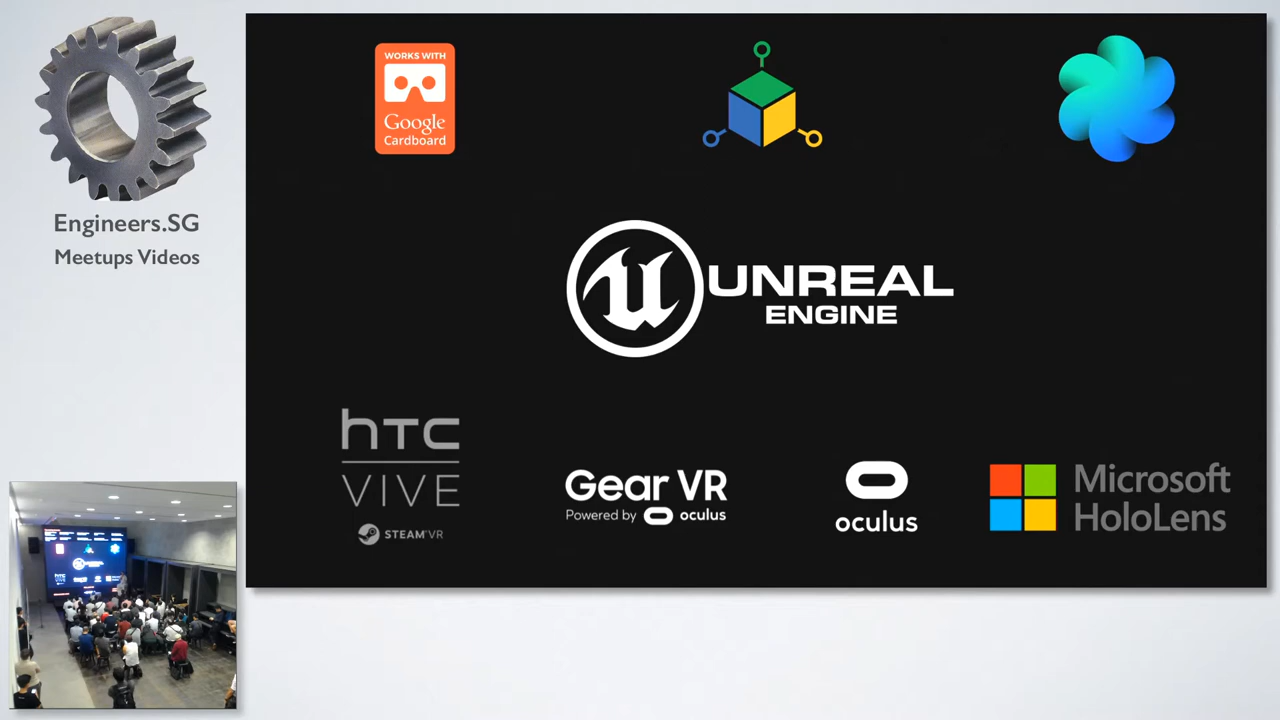 Engineers.SG
Meetups Videos
WORKS WITH
Google
Cardboard
UNREAL
ENGINE
hTC
VIVE
STEAM VR
Gear VR
Powered by oculus
oculus
Microsoft
HoloLens